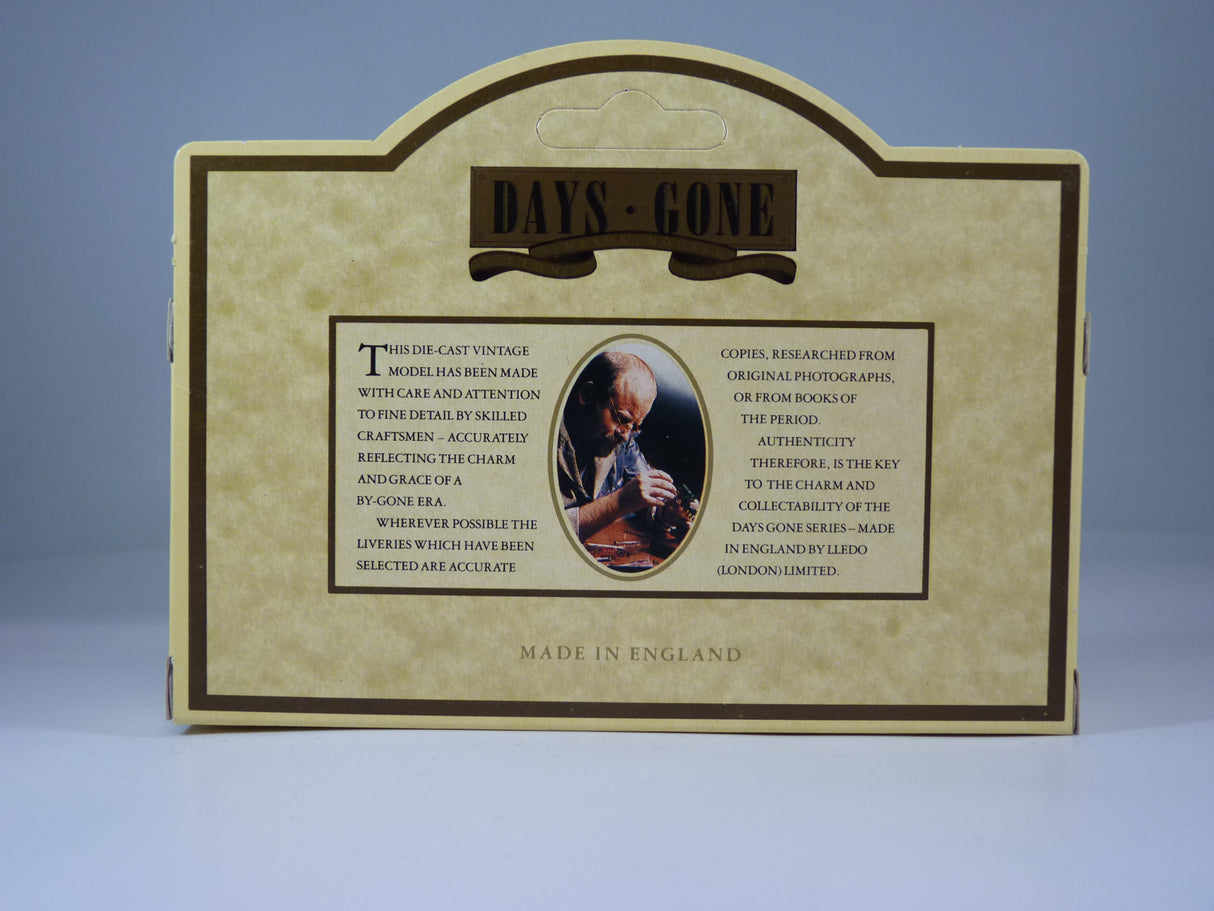 DAYS · GONE
THIS DIE-CAST VINTAGE
MODEL HAS BEEN MADE
WITH CARE AND ATTENTION
TO FINE DETAIL BY SKILLED
CRAFTSMEN – ACCURATELY
REFLECTING THE CHARM
AND GRACE OF A
BY-GONE ERA.
WHEREVER POSSIBLE THE
LIVERIES WHICH HAVE BEEN
SELECTED ARE ACCURATE
COPIES, RESEARCHED FROM
ORIGINAL PHOTOGRAPHS,
OR FROM BOOKS OF
THE PERIOD.
AUTHENTICITY
THEREFORE, IS THE KEY
TO THE CHARM AND
COLLECTABILITY OF THE
DAYS GONE SERIES – MADE
IN ENGLAND BY LLEDO
(LONDON) LIMITED.
MADE IN ENGLAND